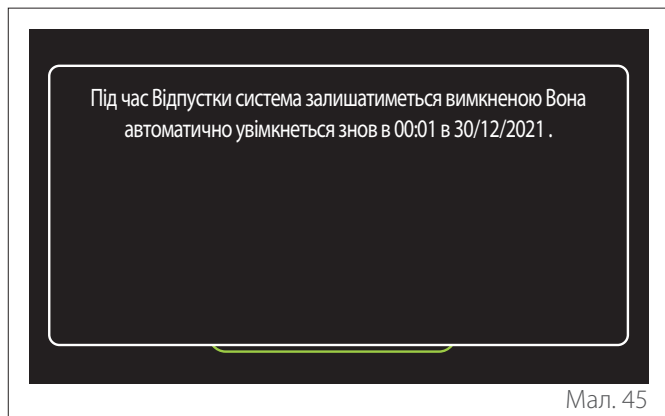 Під час Відпустки система залишатиметься вимкненою Вона
автоматично увімкнеться знов в 00:01 в 30/12/2021 .
Мал. 45